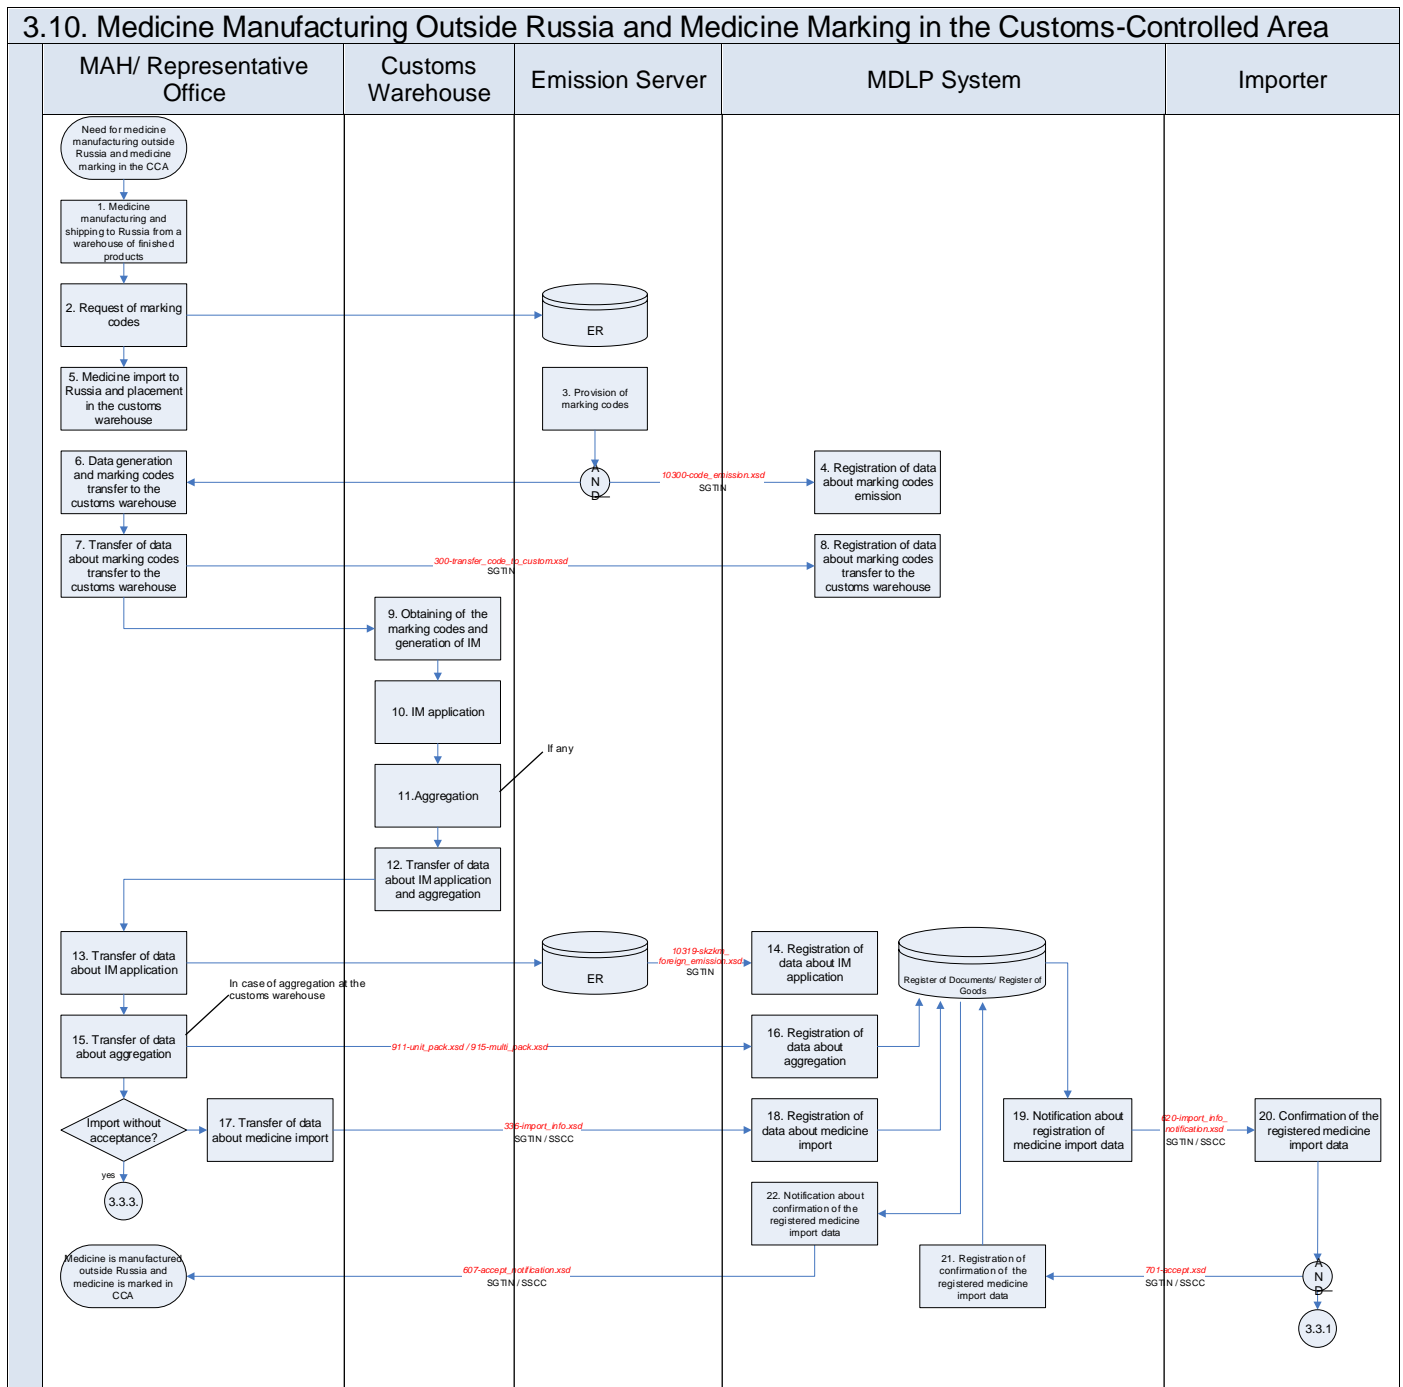 3.10. Medicine Manufacturing Outside Russia and Medicine Marking in the Customs-Controlled Area
MAH/ Representative
Office
Customs
Warehouse
Emission Server
MDLP System
Importer
Need for medicine
manufacturing outside
Russia and medicine
marking in the CCA
1. Medicine
manufacturing and
shipping to Russia from a
warehouse of finished
products
2. Request of marking
codes
ER
5. Medicine import to
Russia and placement
in the customs
warehouse
3. Provision of
marking codes
6. Data generation
and marking codes
transfer to the
customs warehouse
A
N
D
10300-code_emission.xsd
SGTIN
4. Registration of data
about marking codes
emission
7. Transfer of data
about marking codes
transfer to the
customs warehouse
300-transfer_code_to_custom.xsd
SGTIN
8. Registration of data
about marking codes
transfer to the
customs warehouse
9. Obtaining of the
marking codes and
generation of IM
10. IM application
If any
11.Aggregation
12. Transfer of data
about IM application
and aggregation
13. Transfer of data
about IM application
ER
10319-skzkm_
foreign_emission.xsd
SGTIN
14. Registration of
data about IM
application
Register of Documents/ Register of
Goods
In case of aggregation at the
customs warehouse
15. Transfer of data
about aggregation
911-unit_pack.xsd / 915-multi_pack.xsd
16. Registration of
data about
aggregation
Import without
acceptance?
17. Transfer of data
about medicine import
336-import_info.xsd
SGTIN / SSCC
18. Registration of
data about medicine
import
19. Notification about
registration of
medicine import data
620-import_info_
notification.xsd
SGTIN / SSCC
20. Confirmation of the
registered medicine
import data
yes
3.3.3.
22. Notification about
confirmation of the
registered medicine
import data
Medicine is manufactured
outside Russia and
medicine is marked in
CCA
607-accept_notification.xsd
SGTIN / SSCC
21. Registration of
confirmation of the
registered medicine
import data
701-accept.xsd
SGTIN / SSCC
A
N
D
3.3.1